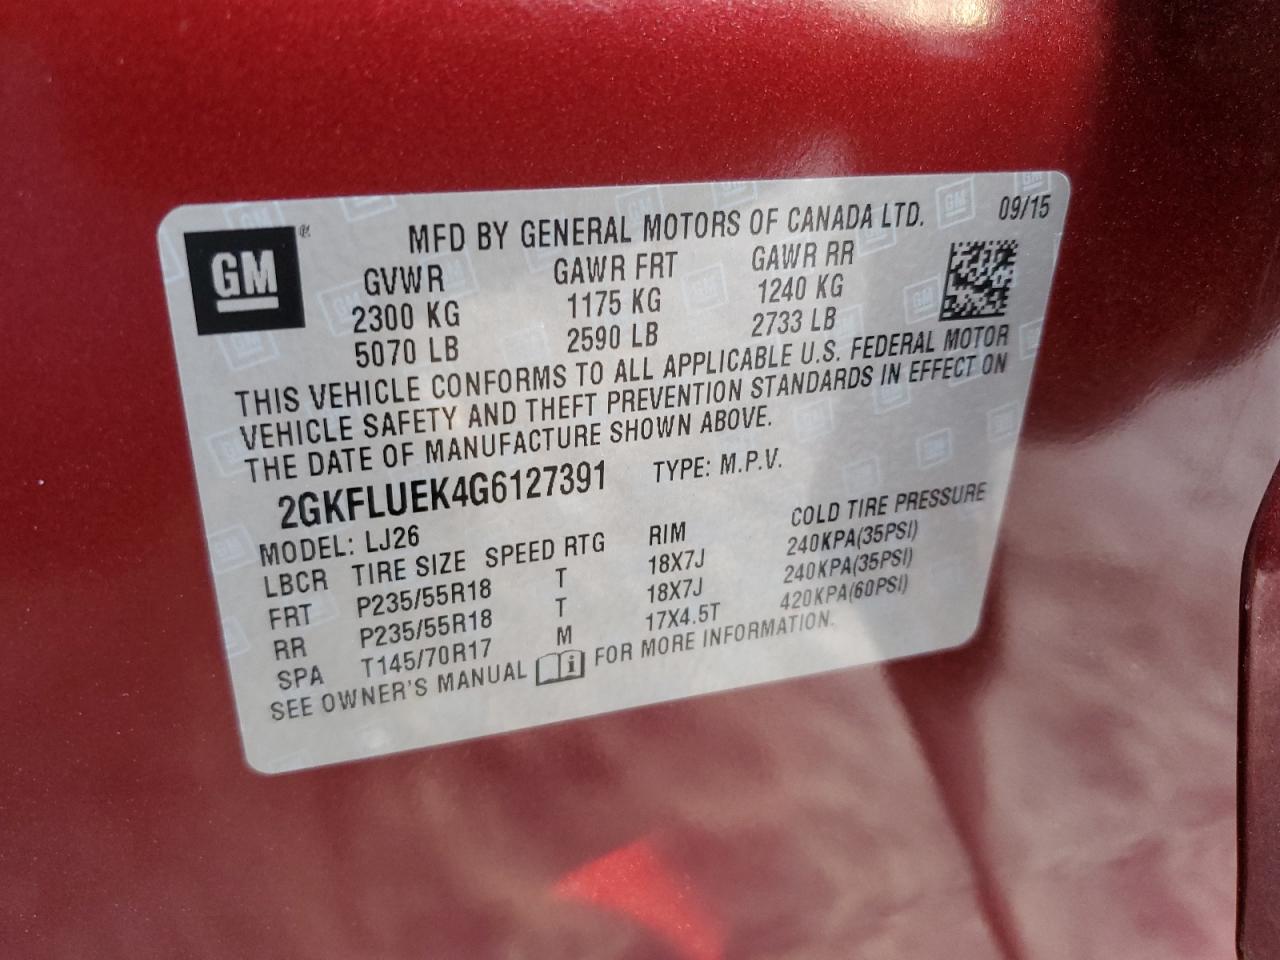 GM
MFD BY GENERAL MOTORS OF CANADA LTD. 09/15
GVWR GAWR FRT GAWR RR
2300 KG 1175 KG 1240 KG
5070 LB 2590 LB 2733 LB
THIS VEHICLE CONFORMS TO ALL APPLICABLE U.S. FEDERAL MOTOR
VEHICLE SAFETY AND THEFT PREVENTION STANDARDS IN EFFECT ON
THE DATE OF MANUFACTURE SHOWN ABOVE.
2GKFLUEK4G6127391 TYPE: M.P.V.
MODEL: LJ26
LBCR TIRE SIZE SPEED RTG RIM COLD TIRE PRESSURE
FRT P235/55R18 T 18X7J 240KPA(35PSI)
RR P235/55R18 T 18X7J 240KPA(35PSI)
SPA T145/70R17 M 17X4.5T 420KPA(60PSI)
SEE OWNER'S MANUAL FOR MORE INFORMATION.